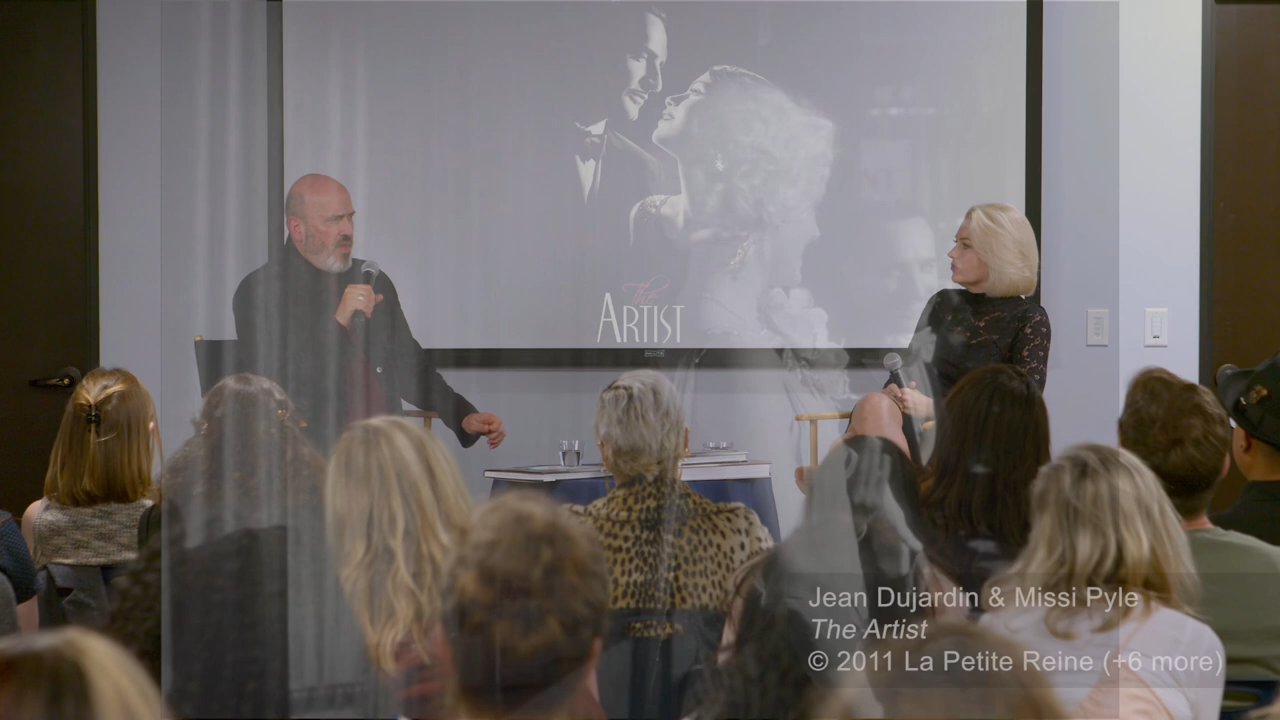 The
ARTIST
Jean Dujardin & Missi Pyle
The Artist
© 2011 La Petite Reine (+6 more)